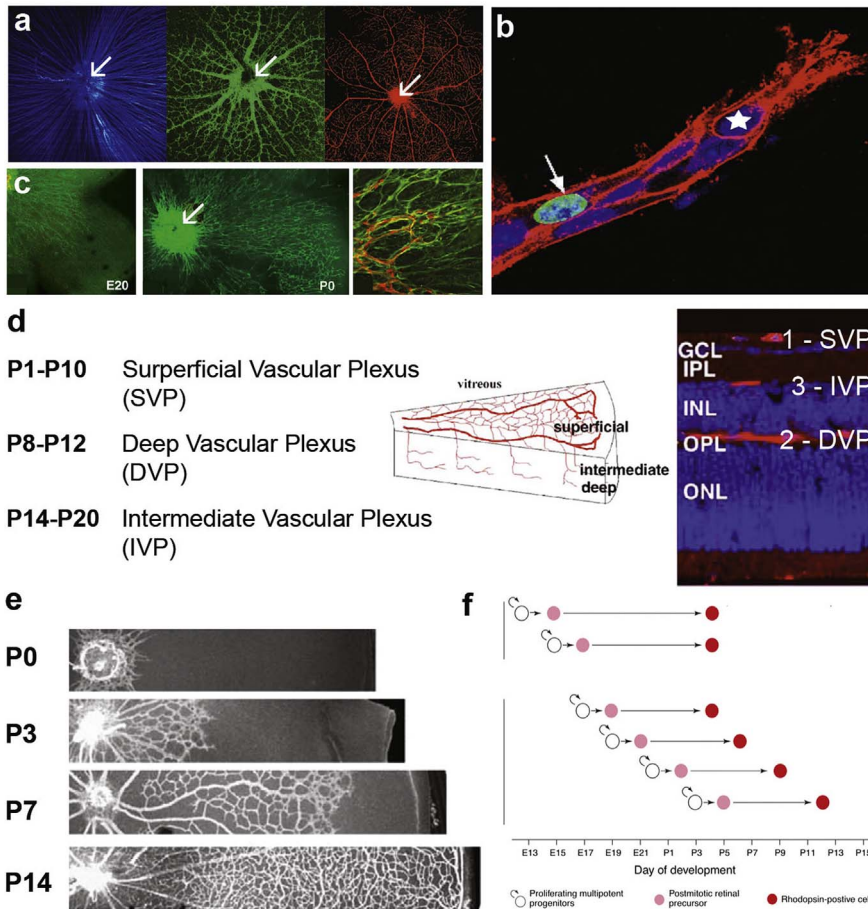 a
b
c
E20
P0
d
P1-P10 Surperficial Vascular Plexus
(SVP)
P8-P12 Deep Vascular Plexus
(DVP)
P14-P20 Intermediate Vascular Plexus
(IVP)
vitreous
superficial
intermediate
deep
GCL
IPL
INL
OPL
ONL
1 - SVP
3 - IVP
2 - DVP
e
P0
P3
P7
P14
f
E13 E15 E17 E19 E21 P1 P3 P5 P7 P9 P11 P13 P15
Day of development
Proliferating multipotent
progenitors
Postmitotic retinal
precursor
Rhodopsin-postive ce